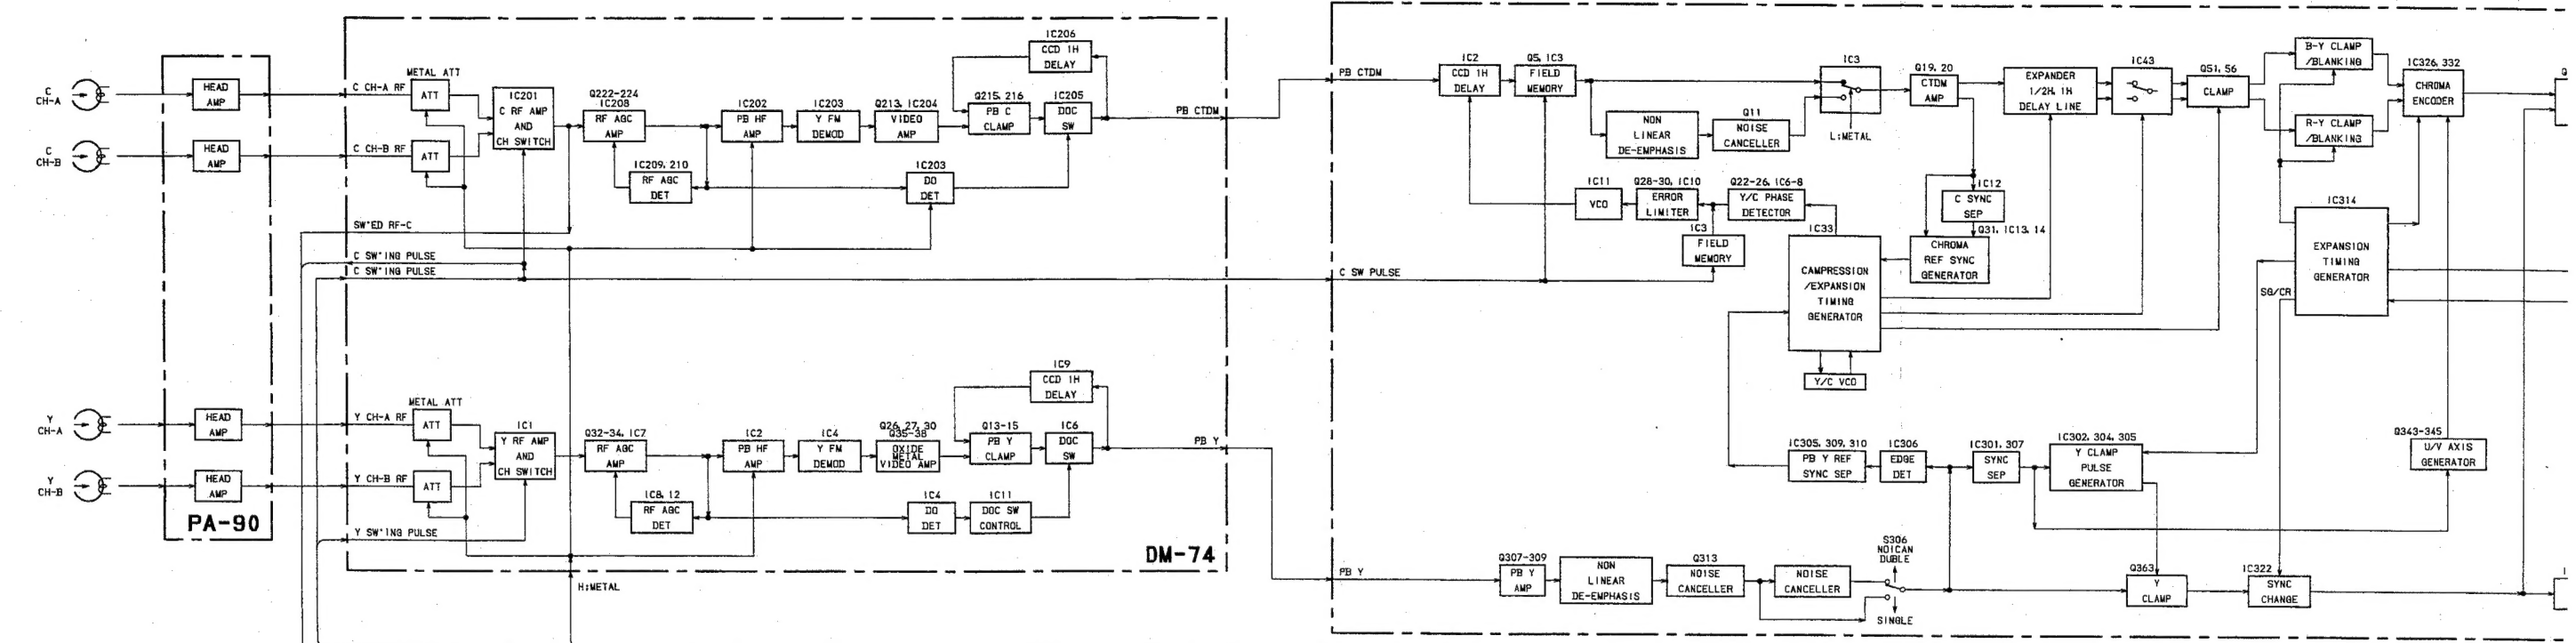 C
CH-A
C
CH-B
HEAD
AMP
HEAD
AMP
C CH-A RF
C CH-B RF
METAL ATT
ATT
ATT
IC201
C RF AMP
AND
CH SWITCH
Q222-224
IC208
RF AGC
AMP
IC209, 210
RF AGC
DET
IC202
PB HF
AMP
IC203
Y FM
DEMOD
Q213, IC204
VIDEO
AMP
IC206
CCD 1H
DELAY
Q215, 216
PB C
CLAMP
IC205
DOC
SW
IC203
DO
DET
PB CTDM
SW'ED RF-C
C SW'ING PULSE
C SW'ING PULSE
Y
CH-A
Y
CH-B
HEAD
AMP
HEAD
AMP
PA-90
Y CH-A RF
Y CH-B RF
METAL ATT
ATT
ATT
IC1
Y RF AMP
AND
CH SWITCH
Y SW'ING PULSE
Q32-34, IC7
RF AGC
AMP
IC8, 12
RF AGC
DET
IC2
PB HF
AMP
IC4
Y FM
DEMOD
Q26, 27, 30
Q35-38
OXIDE
METAL
VIDEO AMP
IC9
CCD 1H
DELAY
Q13-15
PB Y
CLAMP
IC6
DOC
SW
IC4
DO
DET
IC11
DOC SW
CONTROL
PB Y
DM-74
H:METAL
PB CTDM
IC2
CCD 1H
DELAY
Q5, IC3
FIELD
MEMORY
NON
LINEAR
DE-EMPHASIS
Q11
NOISE
CANCELLER
IC3
L:METAL
Q19, 20
CTDM
AMP
EXPANDER
1/2H, 1H
DELAY LINE
IC43
Q51, 56
CLAMP
B-Y CLAMP
/BLANKING
R-Y CLAMP
/BLANKING
IC326, 332
CHROMA
ENCODER
IC11
VCO
Q28-30, IC10
ERROR
LIMITER
Q22-26, IC6-8
Y/C PHASE
DETECTOR
IC3
FIELD
MEMORY
C SW PULSE
IC12
C SYNC
SEP
Q31, IC13, 14
CHROMA
REF SYNC
GENERATOR
IC33
CAMPRESSION
/EXPANSION
TIMING
GENERATOR
Y/C VCO
IC314
EXPANSION
TIMING
GENERATOR
SG/CR
IC305, 309, 310
PB Y REF
SYNC SEP
IC306
EDGE
DET
IC301, 307
SYNC
SEP
IC302, 304, 305
Y CLAMP
PULSE
GENERATOR
Q343-345
U/V AXIS
GENERATOR
PB Y
Q307-309
PB Y
AMP
NON
LINEAR
DE-EMPHASIS
Q313
NOISE
CANCELLER
NOISE
CANCELLER
S306
NOICAN
DUBLE
SINGLE
Q363
Y
CLAMP
IC322
SYNC
CHANGE